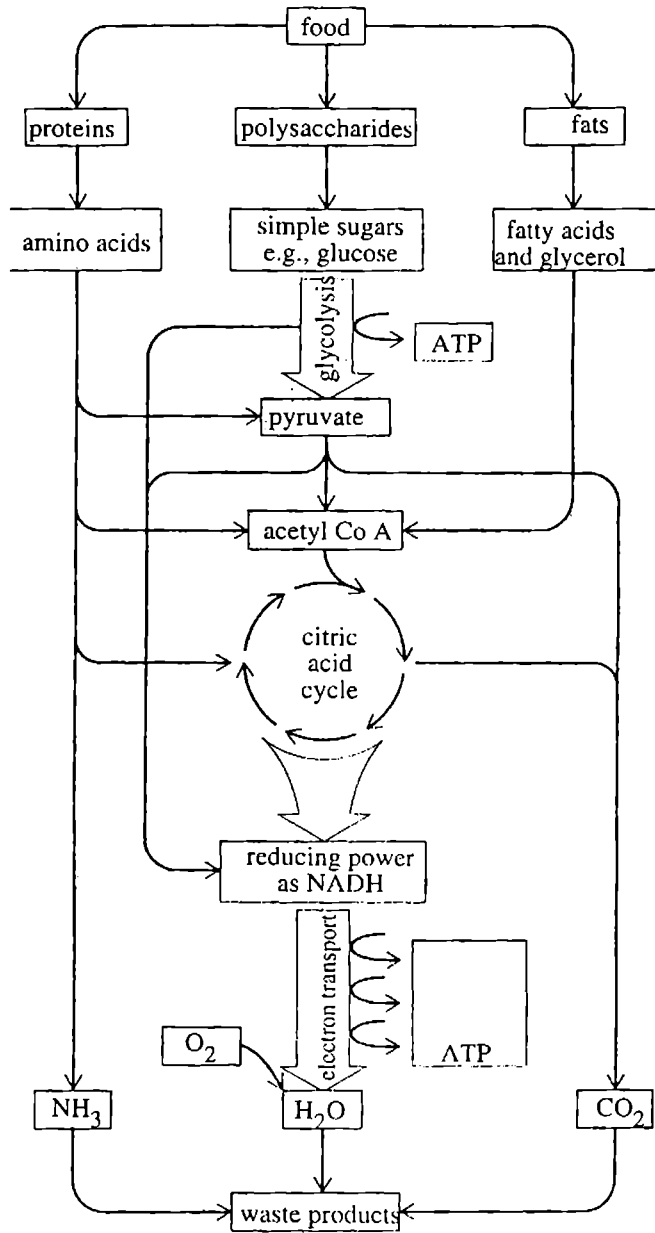 food
proteins
polysaccharides
fats
amino acids
simple sugars
e.g., glucose
fatty acids
and glycerol
glycolysis
ATP
pyruvate
acetyl Co A
citric
acid
cycle
reducing power
as NADH
electron transport
ATP
O2
NH3
H2O
CO2
waste products